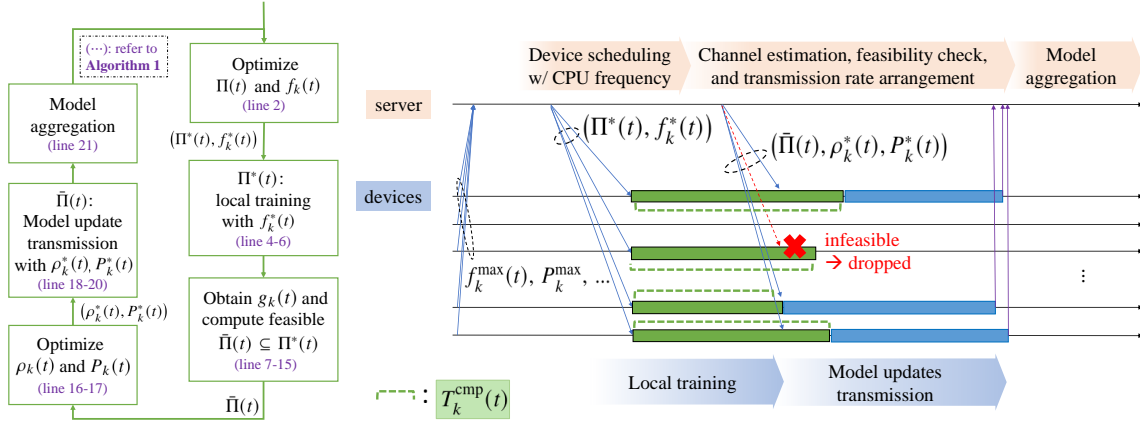 (⋯): refer to
Algorithm 1
Optimize
Π(t) and f_k(t)
(line 2)
(Π*(t), f_k*(t))
Π*(t):
local training
with f_k*(t)
(line 4-6)
Obtain g_k(t) and
compute feasible
Π̄(t) ⊆ Π*(t)
(line 7-15)
Π̄(t)
Optimize
ρ_k(t) and P_k(t)
(line 16-17)
(ρ_k*(t), P_k*(t))
Π̄(t):
Model update
transmission
with ρ_k*(t), P_k*(t)
(line 18-20)
Model
aggregation
(line 21)
Device scheduling
w/ CPU frequency
Channel estimation, feasibility check,
and transmission rate arrangement
Model
aggregation
server
(Π*(t), f_k*(t))
(Π̄(t), ρ_k*(t), P_k*(t))
devices
infeasible
→ dropped
f_k^max(t), P_k^max, ...
⋮
Local training
Model updates
transmission
: T_k^cmp(t)